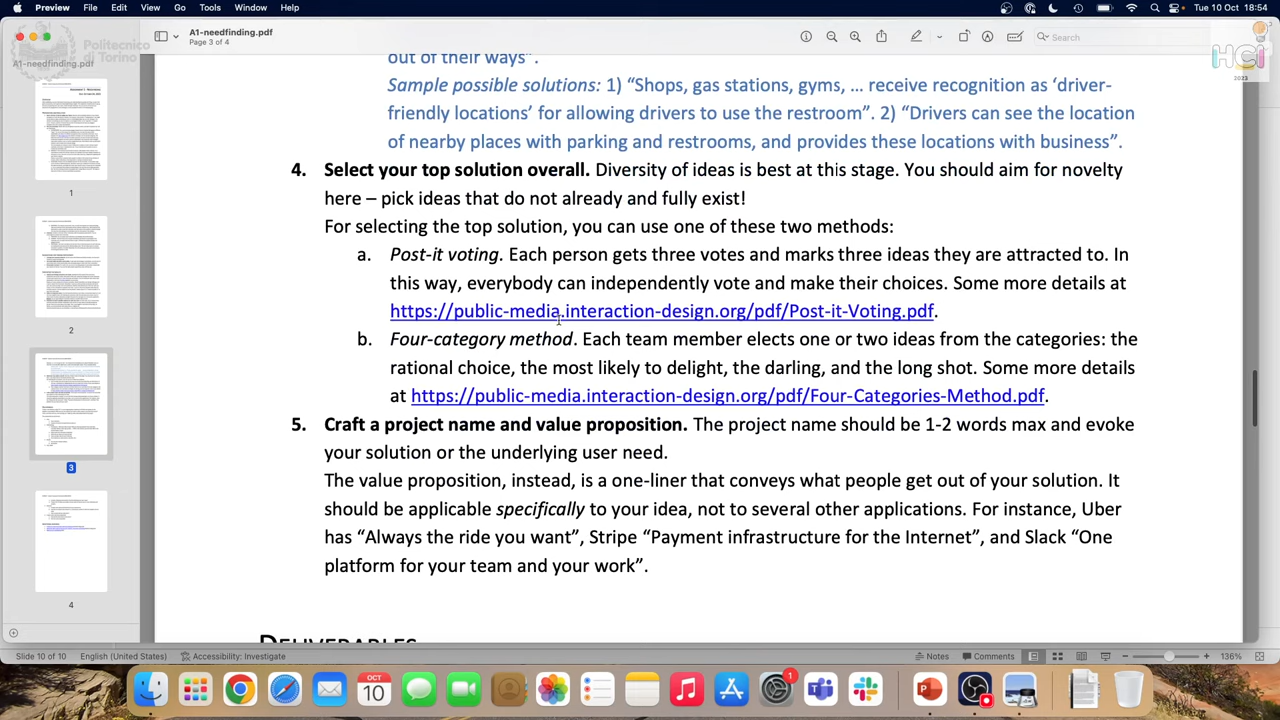 Preview File Edit View Go Tools Window Help Tue 10 Oct 18:54
A1-needfinding.pdf
Page 3 of 4
Search
Politecnico
di Torino
HCI
2023
A1-needfinding.pdf
1
2
3
4
out of their ways”.
Sample possible solutions: 1) “Shops, gas stations, gyms, … receive recognition as ‘driver-
friendly locations’ for allowing drivers to use the restroom”. 2) “Drivers can see the location
of nearby places with parking and restrooms, and provides these locations with business”.
4. Select your top solution overall. Diversity of ideas is best at this stage. You should aim for novelty
here – pick ideas that do not already and fully exist!
For selecting the top solution, you can use one of these two methods:
a. Post-it voting. Each person gets three votes and marks three ideas they are attracted to. In
this way, everybody can independently vote and make their choices. Some more details at
https://public-media.interaction-design.org/pdf/Post-it-Voting.pdf.
b. Four-category method. Each team member elects one or two ideas from the categories: the
rational choice, the most likely to delight, the darling, and the long shot. Some more details
at https://public-media.interaction-design.org/pdf/Four-Categories-Method.pdf.
5. Craft a project name and value proposition. The project name should be 1-2 words max and evoke
your solution or the underlying user need.
The value proposition, instead, is a one-liner that conveys what people get out of your solution. It
should be applicable specifically to your idea, not to several other applications. For instance, Uber
has “Always the ride you want”, Stripe “Payment infrastructure for the Internet”, and Slack “One
platform for your team and your work”.
DELIVERABLES
Slide 10 of 10 English (United States) Accessibility: Investigate Notes Comments 136%
OCT
10
1